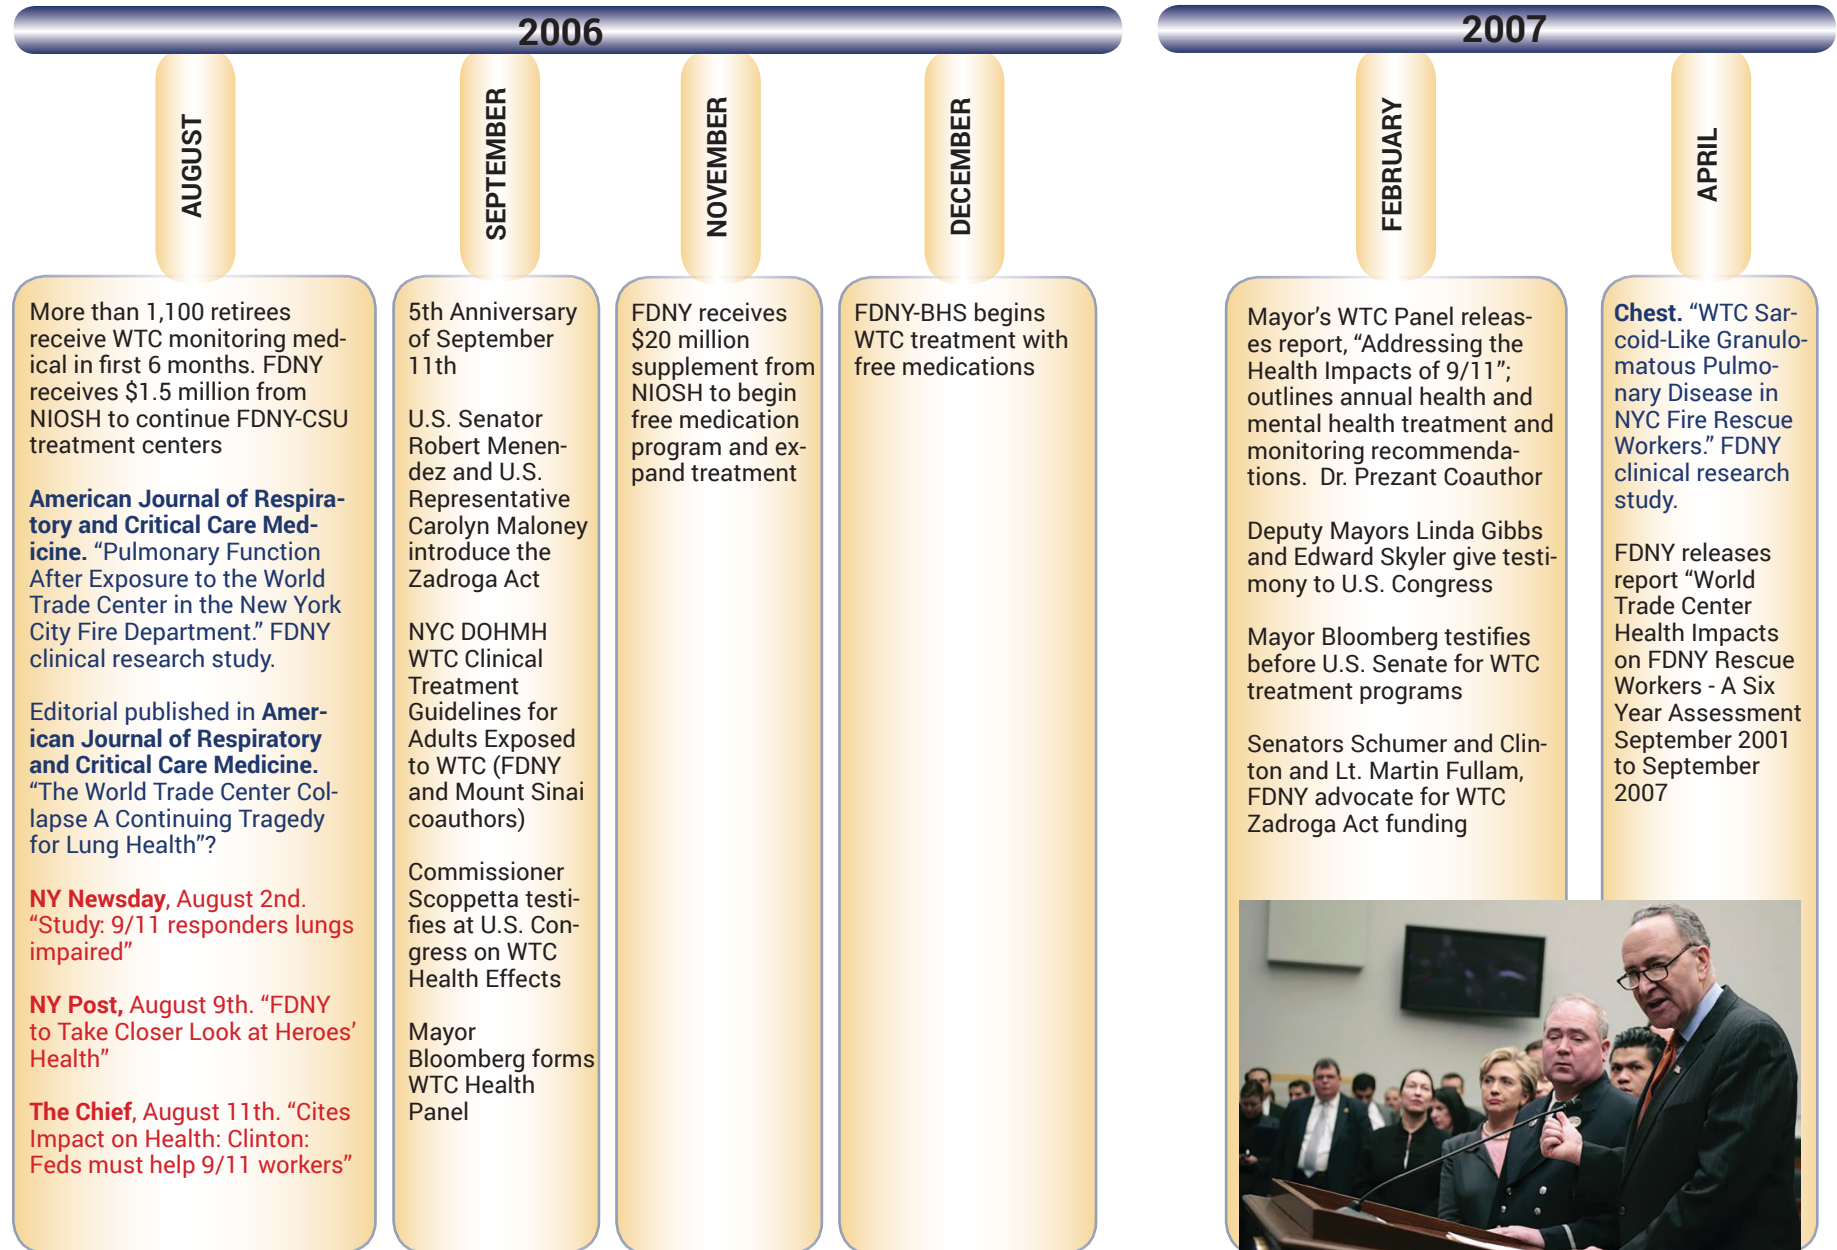 2006
2007
AUGUST
SEPTEMBER
NOVEMBER
DECEMBER
FEBRUARY
APRIL
More than 1,100 retirees
receive WTC monitoring med-
ical in first 6 months. FDNY
receives $1.5 million from
NIOSH to continue FDNY-CSU
treatment centers
American Journal of Respira-
tory and Critical Care Med-
icine. “Pulmonary Function
After Exposure to the World
Trade Center in the New York
City Fire Department.” FDNY
clinical research study.
Editorial published in Amer-
ican Journal of Respiratory
and Critical Care Medicine.
“The World Trade Center Col-
lapse A Continuing Tragedy
for Lung Health”?
NY Newsday, August 2nd.
“Study: 9/11 responders lungs
impaired”
NY Post, August 9th. “FDNY
to Take Closer Look at Heroes’
Health”
The Chief, August 11th. “Cites
Impact on Health: Clinton:
Feds must help 9/11 workers”
5th Anniversary
of September
11th
U.S. Senator
Robert Menen-
dez and U.S.
Representative
Carolyn Maloney
introduce the
Zadroga Act
NYC DOHMH
WTC Clinical
Treatment
Guidelines for
Adults Exposed
to WTC (FDNY
and Mount Sinai
coauthors)
Commissioner
Scoppetta testi-
fies at U.S. Con-
gress on WTC
Health Effects
Mayor
Bloomberg forms
WTC Health
Panel
FDNY receives
$20 million
supplement from
NIOSH to begin
free medication
program and ex-
pand treatment
FDNY-BHS begins
WTC treatment with
free medications
Mayor’s WTC Panel releas-
es report, “Addressing the
Health Impacts of 9/11”;
outlines annual health and
mental health treatment and
monitoring recommenda-
tions.  Dr. Prezant Coauthor
Deputy Mayors Linda Gibbs
and Edward Skyler give testi-
mony to U.S. Congress
Mayor Bloomberg testifies
before U.S. Senate for WTC
treatment programs
Senators Schumer and Clin-
ton and Lt. Martin Fullam,
FDNY advocate for WTC
Zadroga Act funding
Chest. “WTC Sar-
coid-Like Granulo-
matous Pulmo-
nary Disease in
NYC Fire Rescue
Workers.” FDNY
clinical research
study.
FDNY releases
report “World
Trade Center
Health Impacts
on FDNY Rescue
Workers - A Six
Year Assessment
September 2001
to September
2007